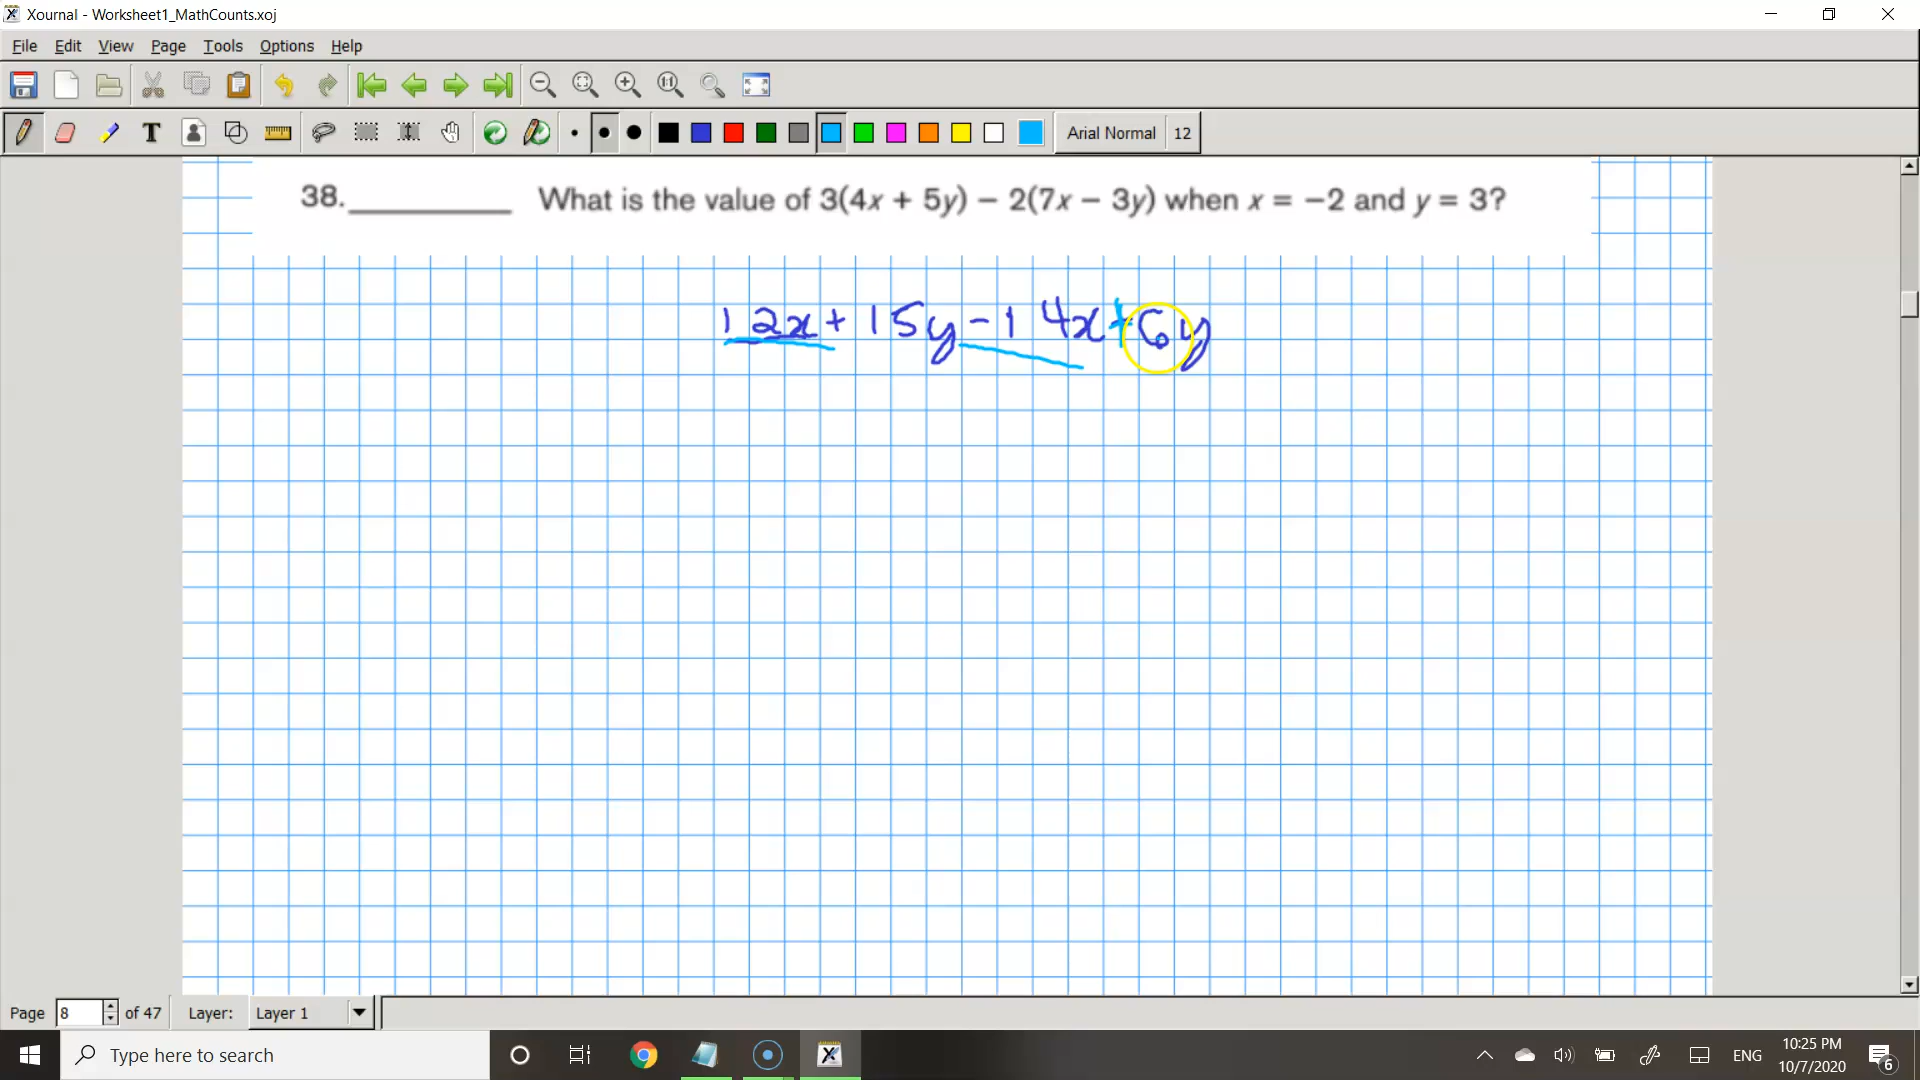 Xournal - Worksheet1_MathCounts.xoj
File Edit View Page Tools Options Help
Arial Normal 12
38. __________ What is the value of 3(4x + 5y) − 2(7x − 3y) when x = −2 and y = 3?
12x + 15y - 14x + 6y
Page 8 of 47 Layer: Layer 1
Type here to search
ENG
10:25 PM
10/7/2020
6